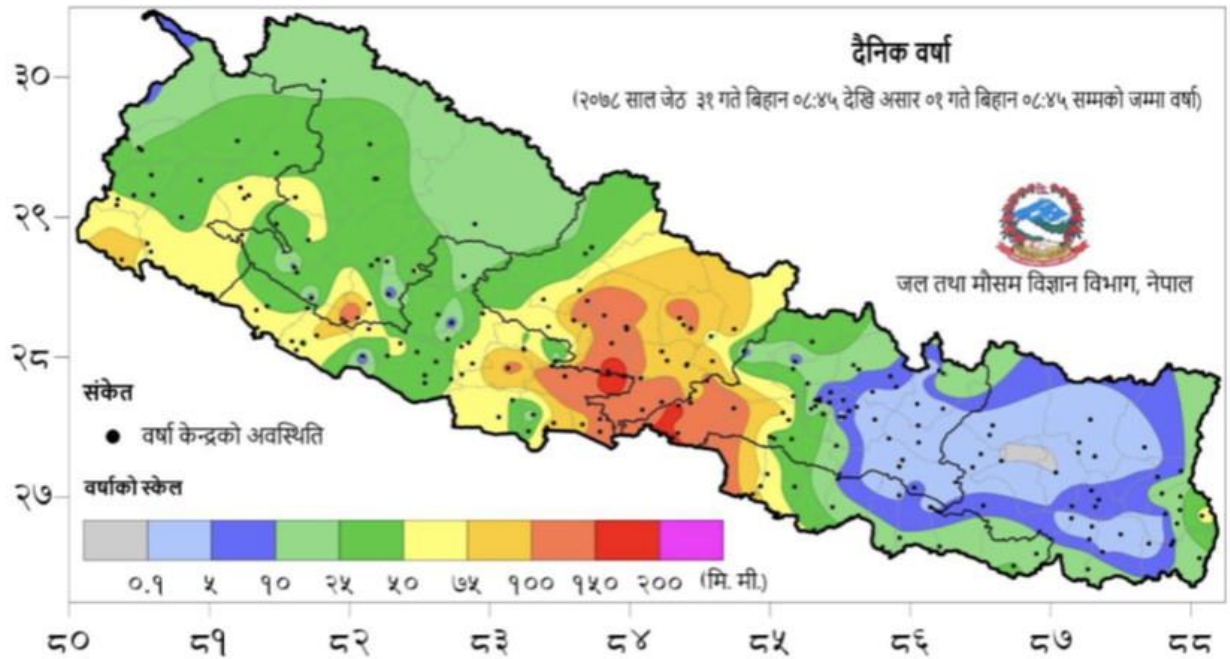 दैनिक वर्षा
(२०७८ साल जेठ ३१ गते बिहान ०८:४५ देखि असार ०१ गते बिहान ०८:४५ सम्मको जम्मा वर्षा)
३०
२९
जल तथा मौसम विज्ञान विभाग, नेपाल
२८
संकेत
वर्षा केन्द्रको अवस्थिति
२७
वर्षाको स्केल
०.१ ५ १० २५ ५० ७५ १०० १५० २०० (मि. मी.)
८० ८१ ८२ ८३ ८४ ८५ ८६ ८७ ८८